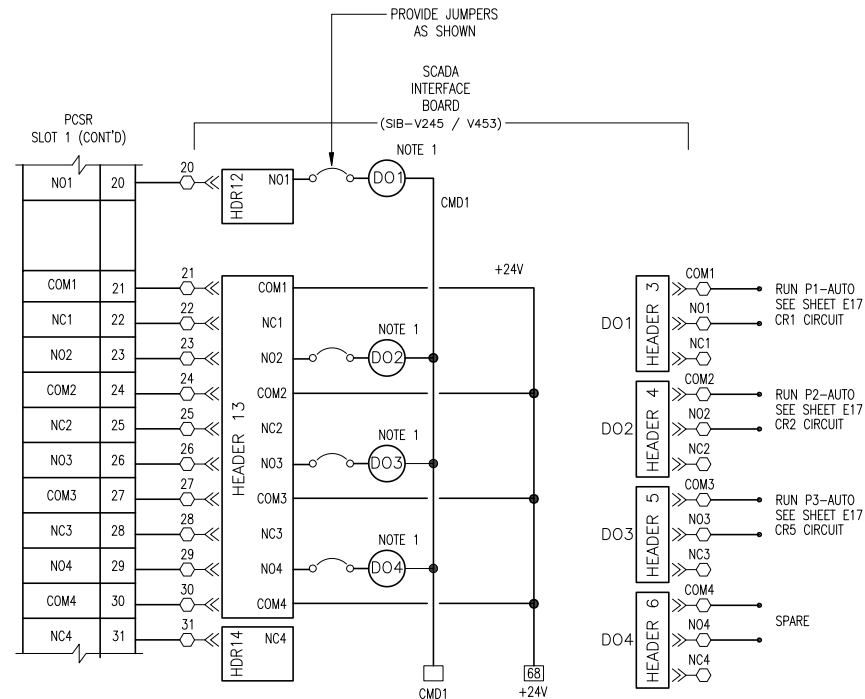 PROVIDE JUMPERS
AS SHOWN
SCADA
INTERFACE
BOARD
(SIB-V245 / V453)
PCSR
SLOT 1 (CONT'D)
NOTE 1
NO1 20 20 HDR12 NO1 DO1
CMD1
+24V
COM1 21 21 COM1
NC1 22 22 NC1
NOTE 1
NO2 23 23 NO2 DO2
COM2 24 24 COM2
HEADER 13
NC2 25 25 NC2
NOTE 1
NO3 26 26 NO3 DO3
COM3 27 27 COM3
NC3 28 28 NC3
NOTE 1
NO4 29 29 NO4 DO4
COM4 30 30 COM4
NC4 31 31 HDR14 NC4
CMD1
68
+24V
DO1
HEADER 3
COM1
NO1
NC1
RUN P1-AUTO
SEE SHEET E17
CR1 CIRCUIT
DO2
HEADER 4
COM2
NO2
NC2
RUN P2-AUTO
SEE SHEET E17
CR2 CIRCUIT
DO3
HEADER 5
COM3
NO3
NC3
RUN P3-AUTO
SEE SHEET E17
CR5 CIRCUIT
DO4
HEADER 6
COM4
NO4
NC4
SPARE